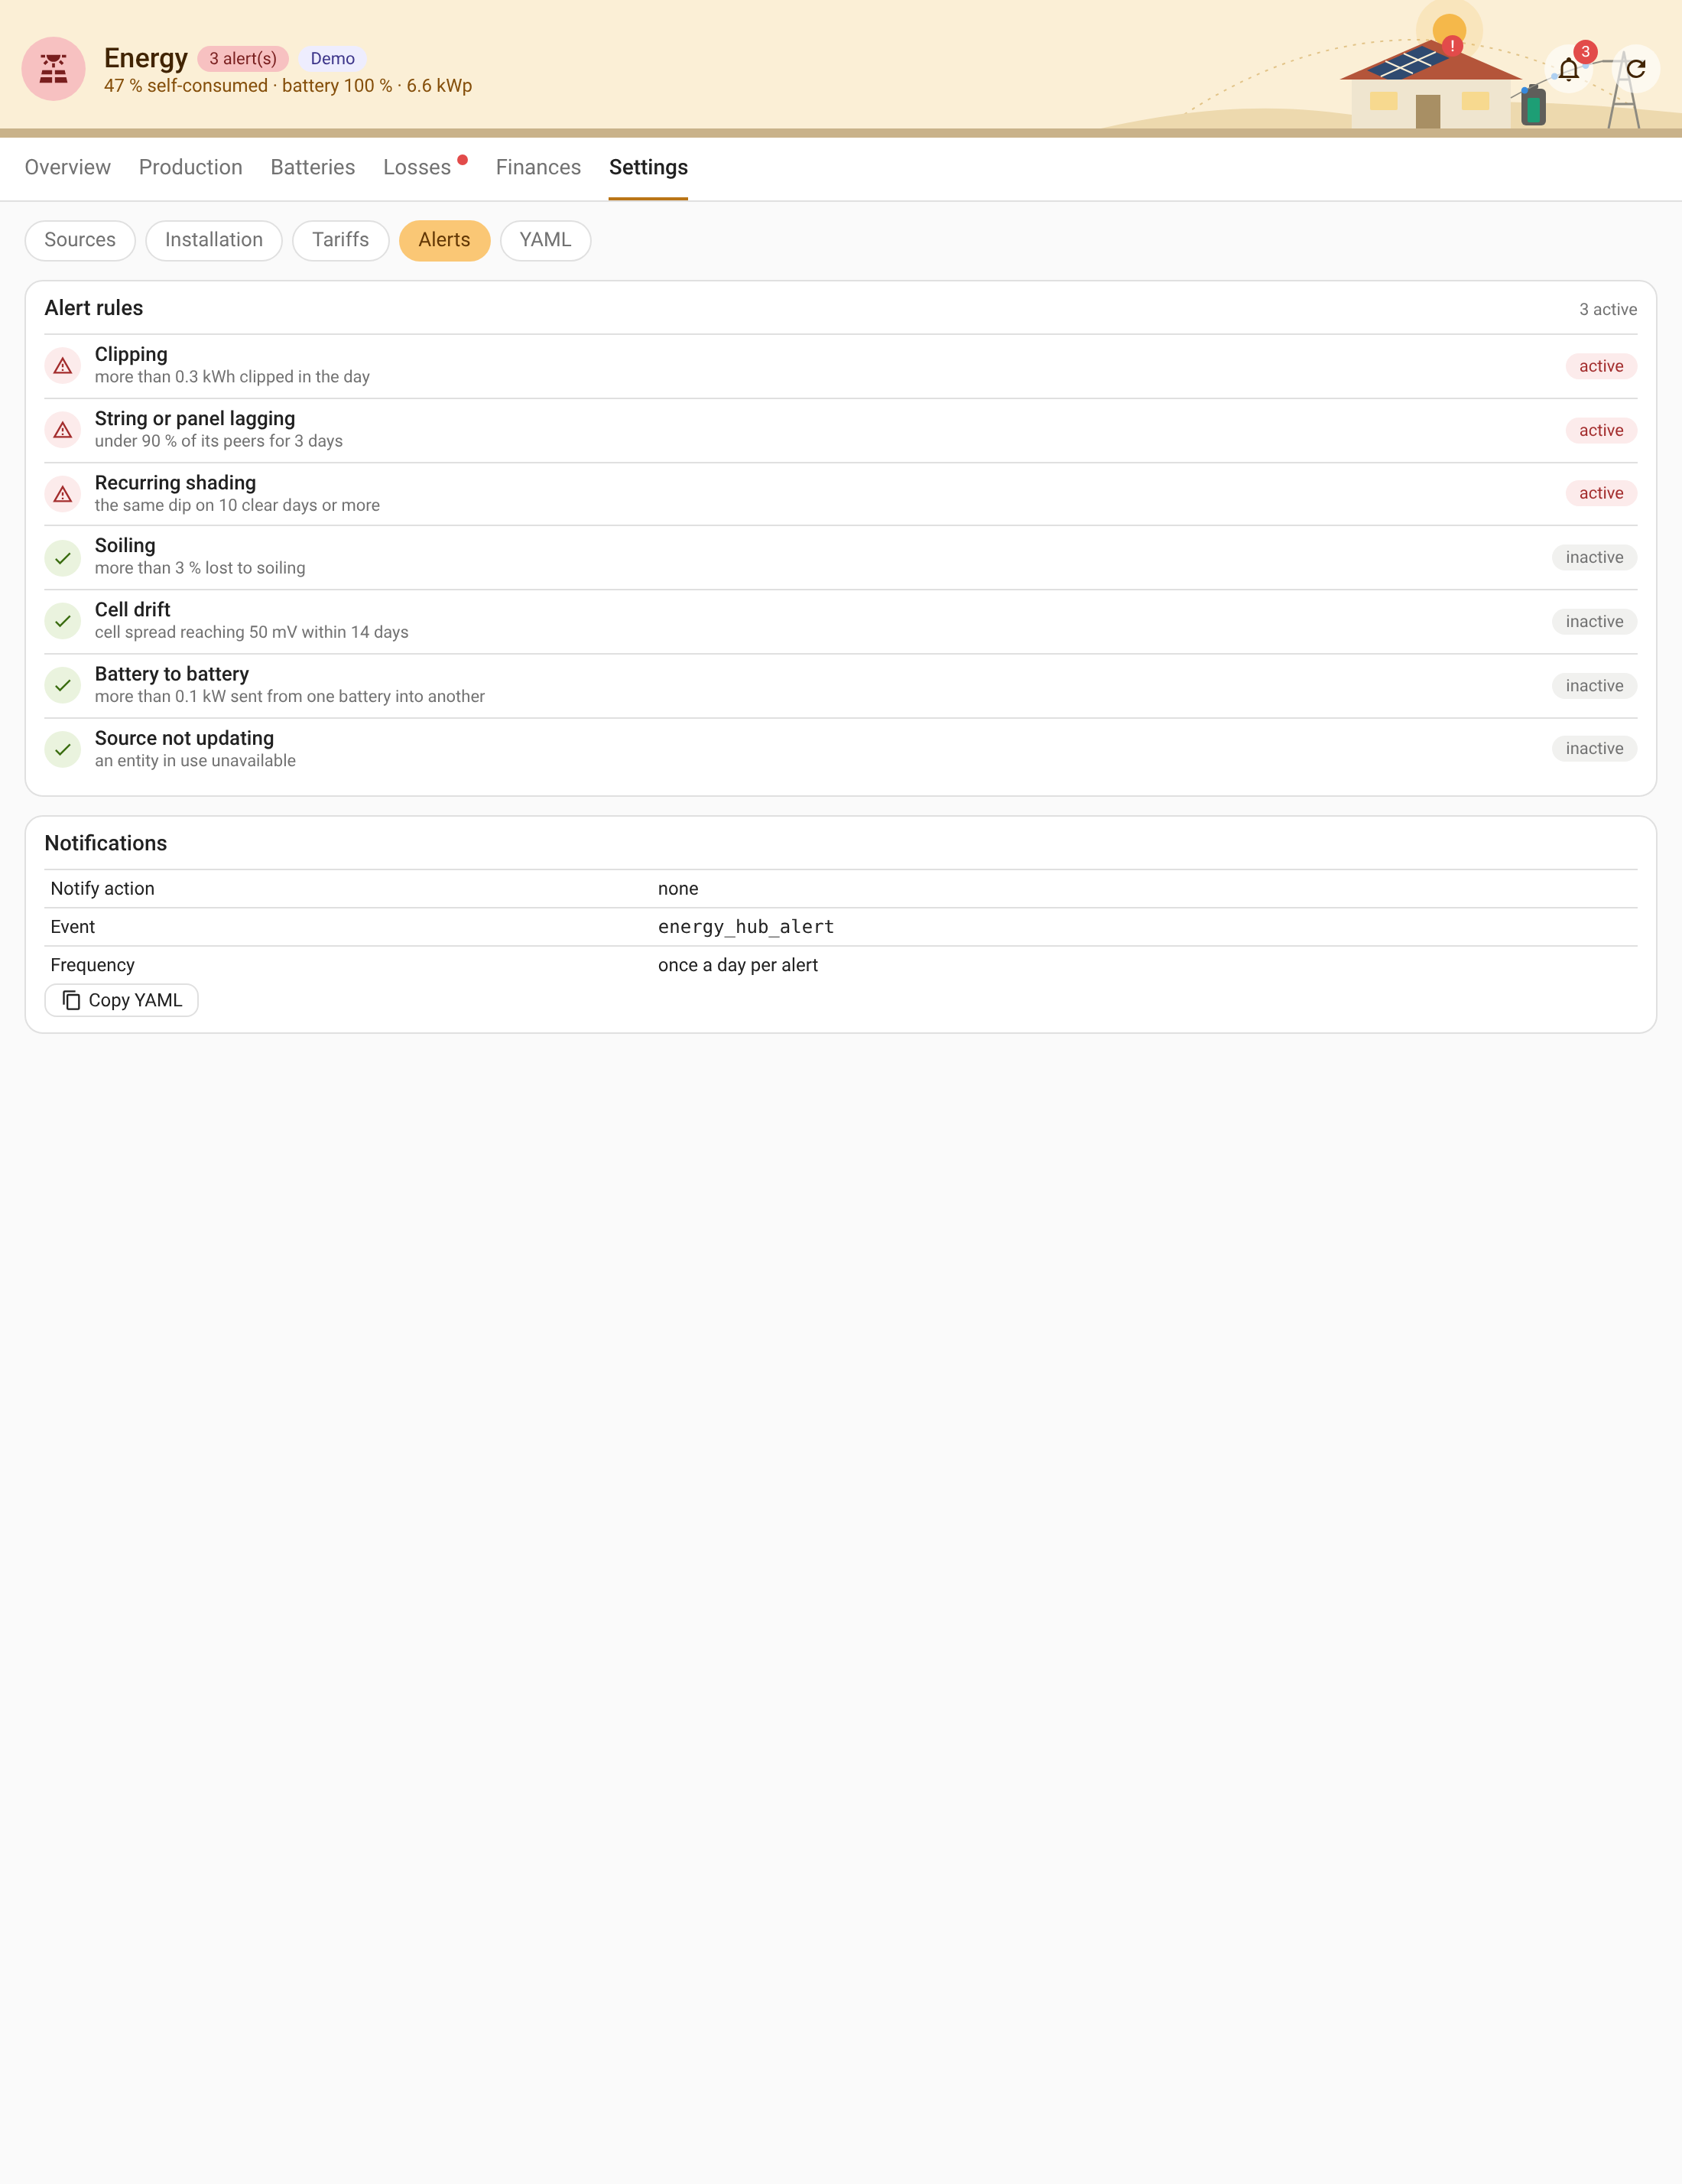 Energy 3 alert(s) Demo
47 % self-consumed · battery 100 % · 6.6 kWp
!
3
Overview Production Batteries Losses Finances Settings
Sources Installation Tariffs Alerts YAML
Alert rules 3 active
Clipping
more than 0.3 kWh clipped in the day
active
String or panel lagging
under 90 % of its peers for 3 days
active
Recurring shading
the same dip on 10 clear days or more
active
Soiling
more than 3 % lost to soiling
inactive
Cell drift
cell spread reaching 50 mV within 14 days
inactive
Battery to battery
more than 0.1 kW sent from one battery into another
inactive
Source not updating
an entity in use unavailable
inactive
Notifications
Notify action none
Event energy_hub_alert
Frequency once a day per alert
Copy YAML